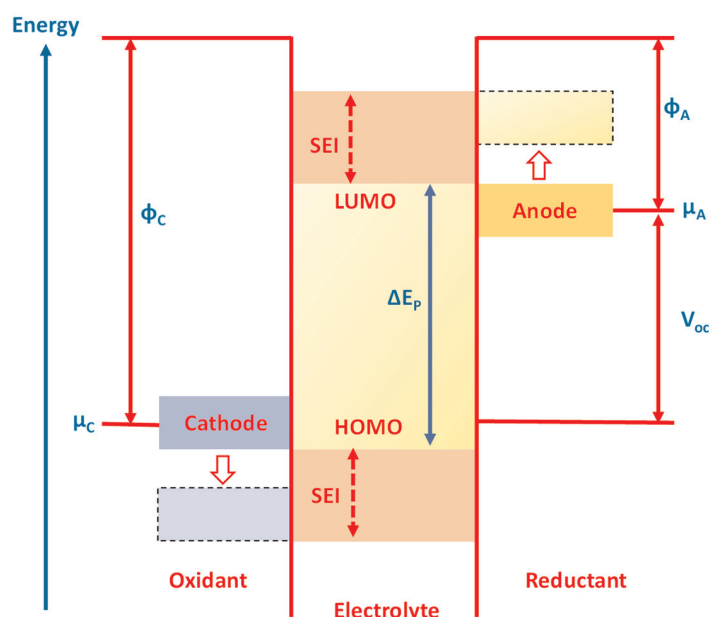 Energy
SEI
ϕA
LUMO
Anode
μA
ϕC
ΔEP
Voc
μC
Cathode
HOMO
SEI
Oxidant
Reductant
Electrolyte